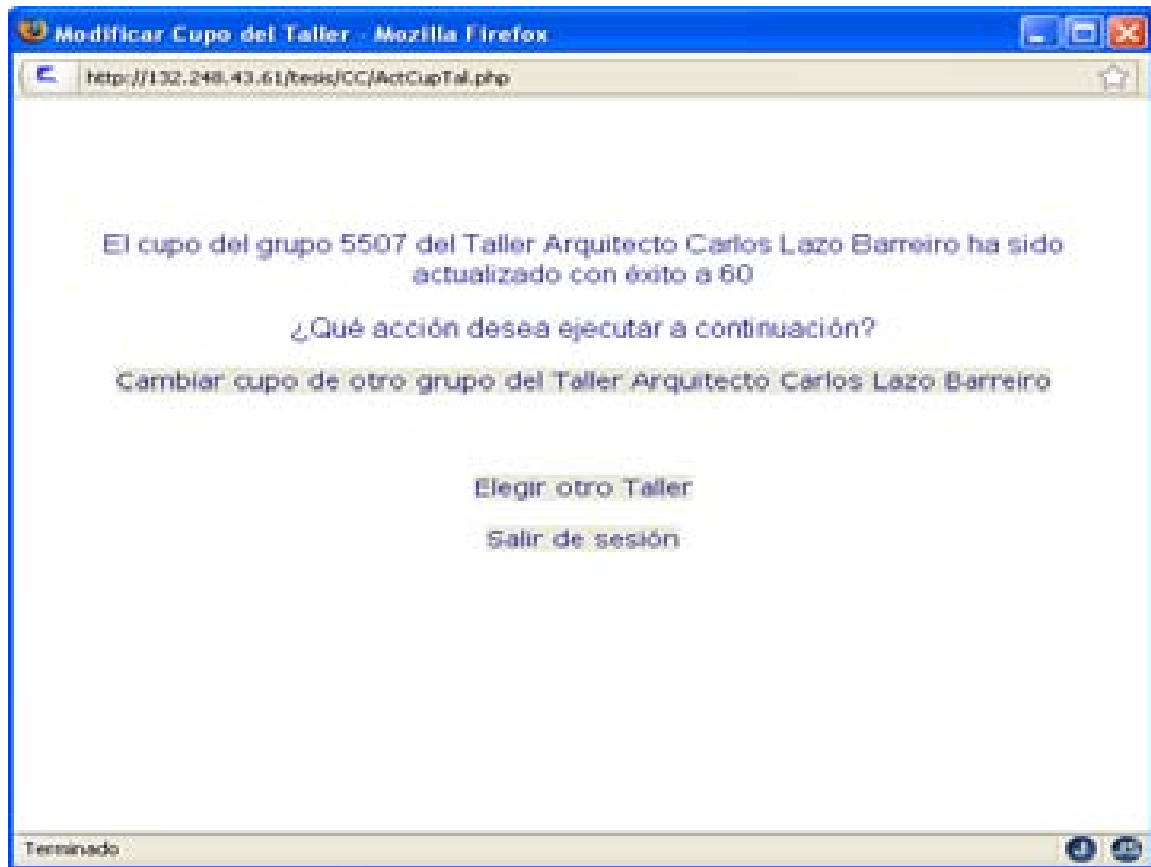 Modificar Cupo del Taller - Mozilla Firefox
http://132.248.43.61/tesis/CC/ActCupTal.php
El cupo del grupo 5507 del Taller Arquitecto Carlos Lazo Barreiro ha sido
actualizado con éxito a 60
¿Qué acción desea ejecutar a continuación?
Cambiar cupo de otro grupo del Taller Arquitecto Carlos Lazo Barreiro
Elegir otro Taller
Salir de sesión
Terminado